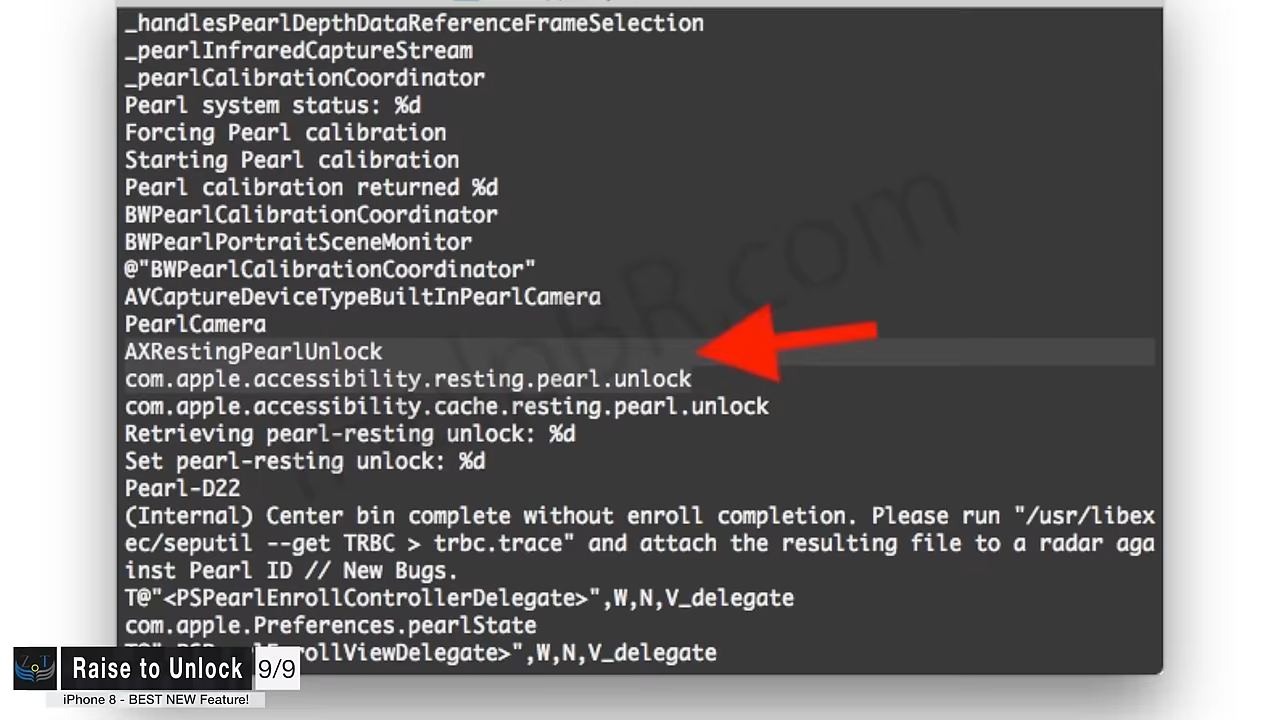 _handlesPearlDepthDataReferenceFrameSelection
_pearlInfraredCaptureStream
_pearlCalibrationCoordinator
Pearl system status: %d
Forcing Pearl calibration
Starting Pearl calibration
Pearl calibration returned %d
BWPearlCalibrationCoordinator
BWPearlPortraitSceneMonitor
@"BWPearlCalibrationCoordinator"
AVCaptureDeviceTypeBuiltInPearlCamera
PearlCamera
AXRestingPearlUnlock
com.apple.accessibility.resting.pearl.unlock
com.apple.accessibility.cache.resting.pearl.unlock
Retrieving pearl-resting unlock: %d
Set pearl-resting unlock: %d
Pearl-D22
(Internal) Center bin complete without enroll completion. Please run "/usr/libex
ec/seputil --get TRBC > trbc.trace" and attach the resulting file to a radar aga
inst Pearl ID // New Bugs.
T@"<PSPearlEnrollControllerDelegate>",W,N,V_delegate
com.apple.Preferences.pearlState
rollViewDelegate>",W,N,V_delegate
ZOT
Raise to Unlock 9/9
iPhone 8 - BEST NEW Feature!